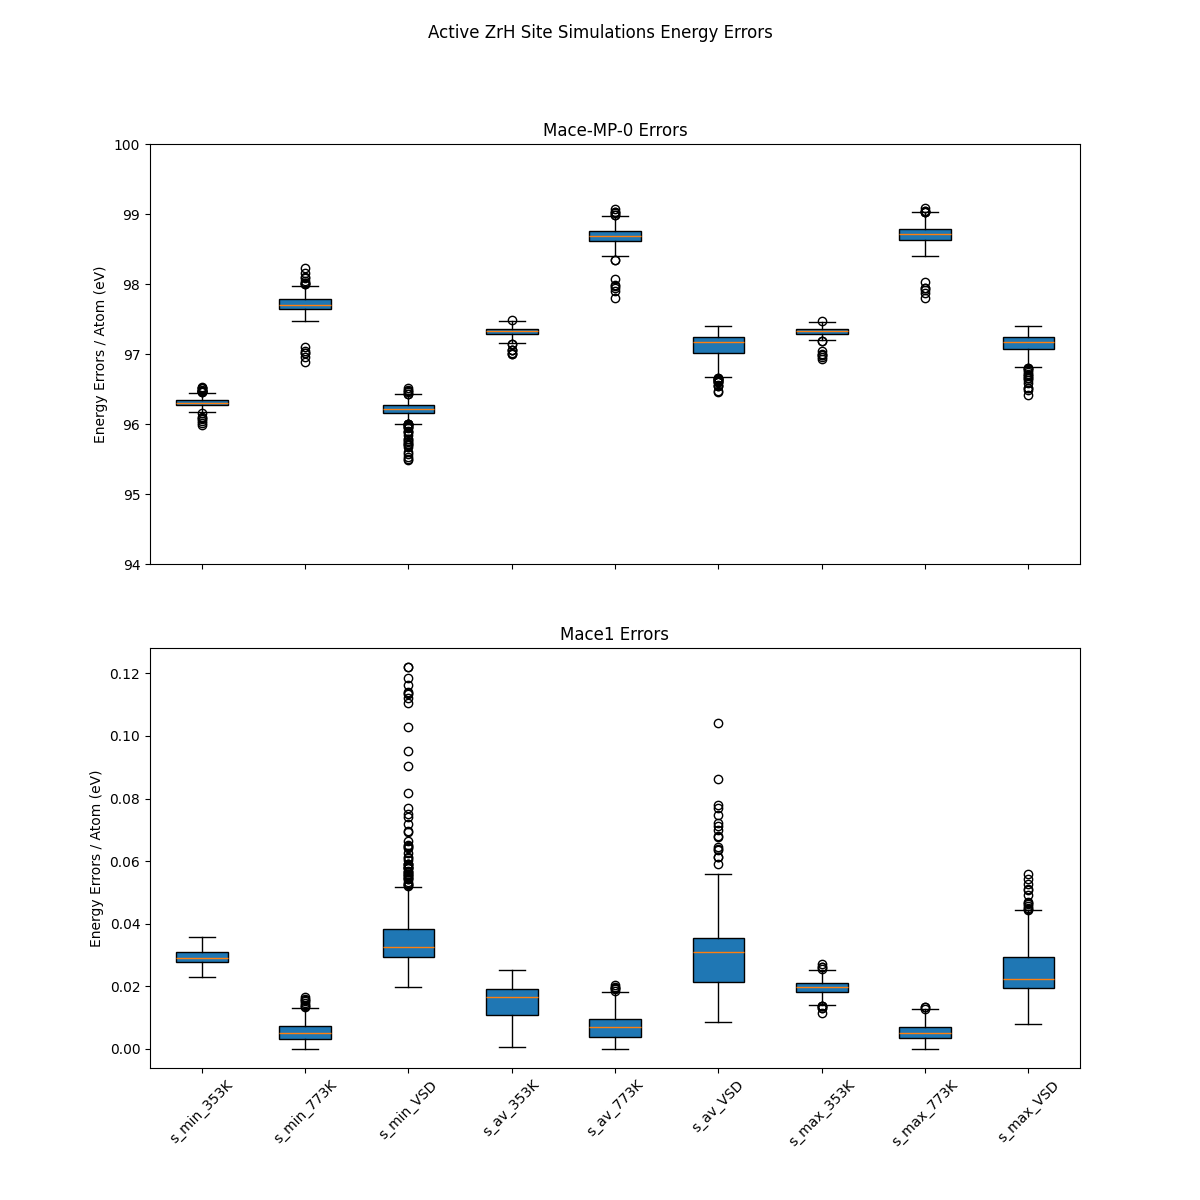 Active ZrH Site Simulations Energy Errors
Mace-MP-0 Errors
100
99
98
97
96
95
94
Energy Errors / Atom (eV)
Mace1 Errors
0.12
0.10
0.08
0.06
0.04
0.02
0.00
Energy Errors / Atom (eV)
s_min_353K
s_min_773K
s_min_VSD
s_av_353K
s_av_773K
s_av_VSD
s_max_353K
s_max_773K
s_max_VSD